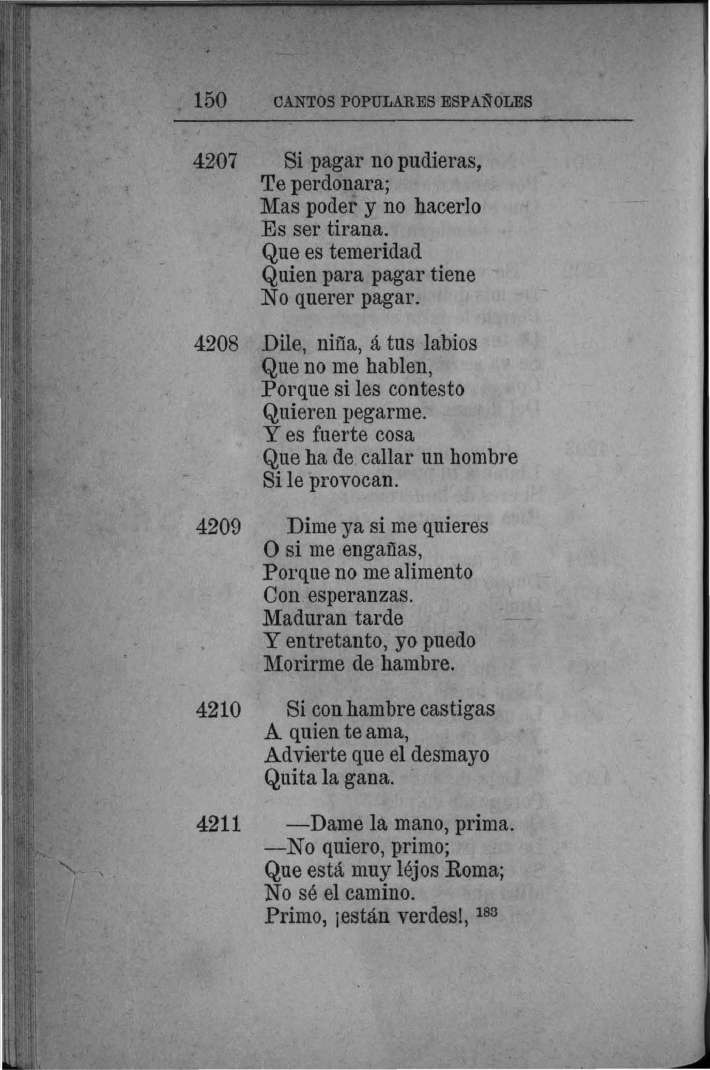 150 CANTOS POPULARES ESPAÑOLES
4207 Si pagar no pudieras,
Te perdonara;
Mas poder y no hacerlo
Es ser tirana.
Que es temeridad
Quien para pagar tiene
No querer pagar.
4208 Dile, niña, á tus labios
Que no me hablen,
Porque si les contesto
Quieren pegarme.
Y es fuerte cosa
Que ha de callar un hombre
Si le provocan.
4209 Dime ya si me quieres
O si me engañas,
Porque no me alimento
Con esperanzas.
Maduran tarde
Y entretanto, yo puedo
Morirme de hambre.
4210 Si con hambre castigas
A quien te ama,
Advierte que el desmayo
Quita la gana.
4211 —Dame la mano, prima.
—No quiero, primo;
Que está muy léjos Roma;
No sé el camino.
Primo, ¡están verdes!, 183